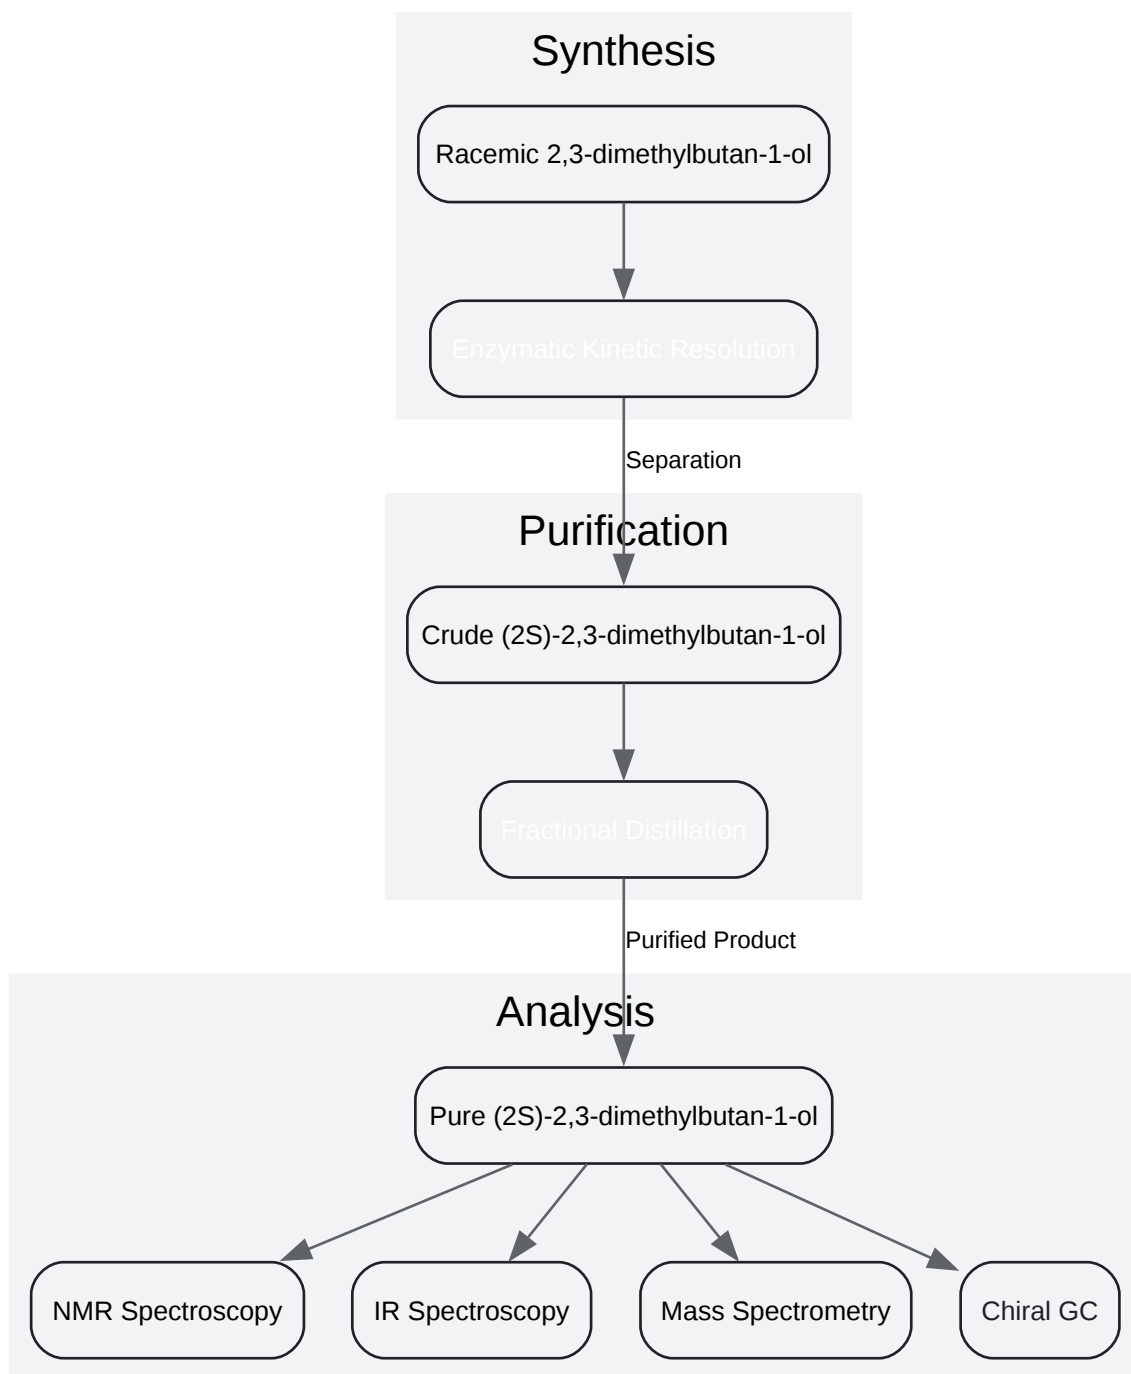 Synthesis
Racemic 2,3-dimethylbutan-1-ol
Enzymatic Kinetic Resolution
Separation
Purification
Crude (2S)-2,3-dimethylbutan-1-ol
Fractional Distillation
Purified Product
Analysis
Pure (2S)-2,3-dimethylbutan-1-ol
NMR Spectroscopy
IR Spectroscopy
Mass Spectrometry
Chiral GC